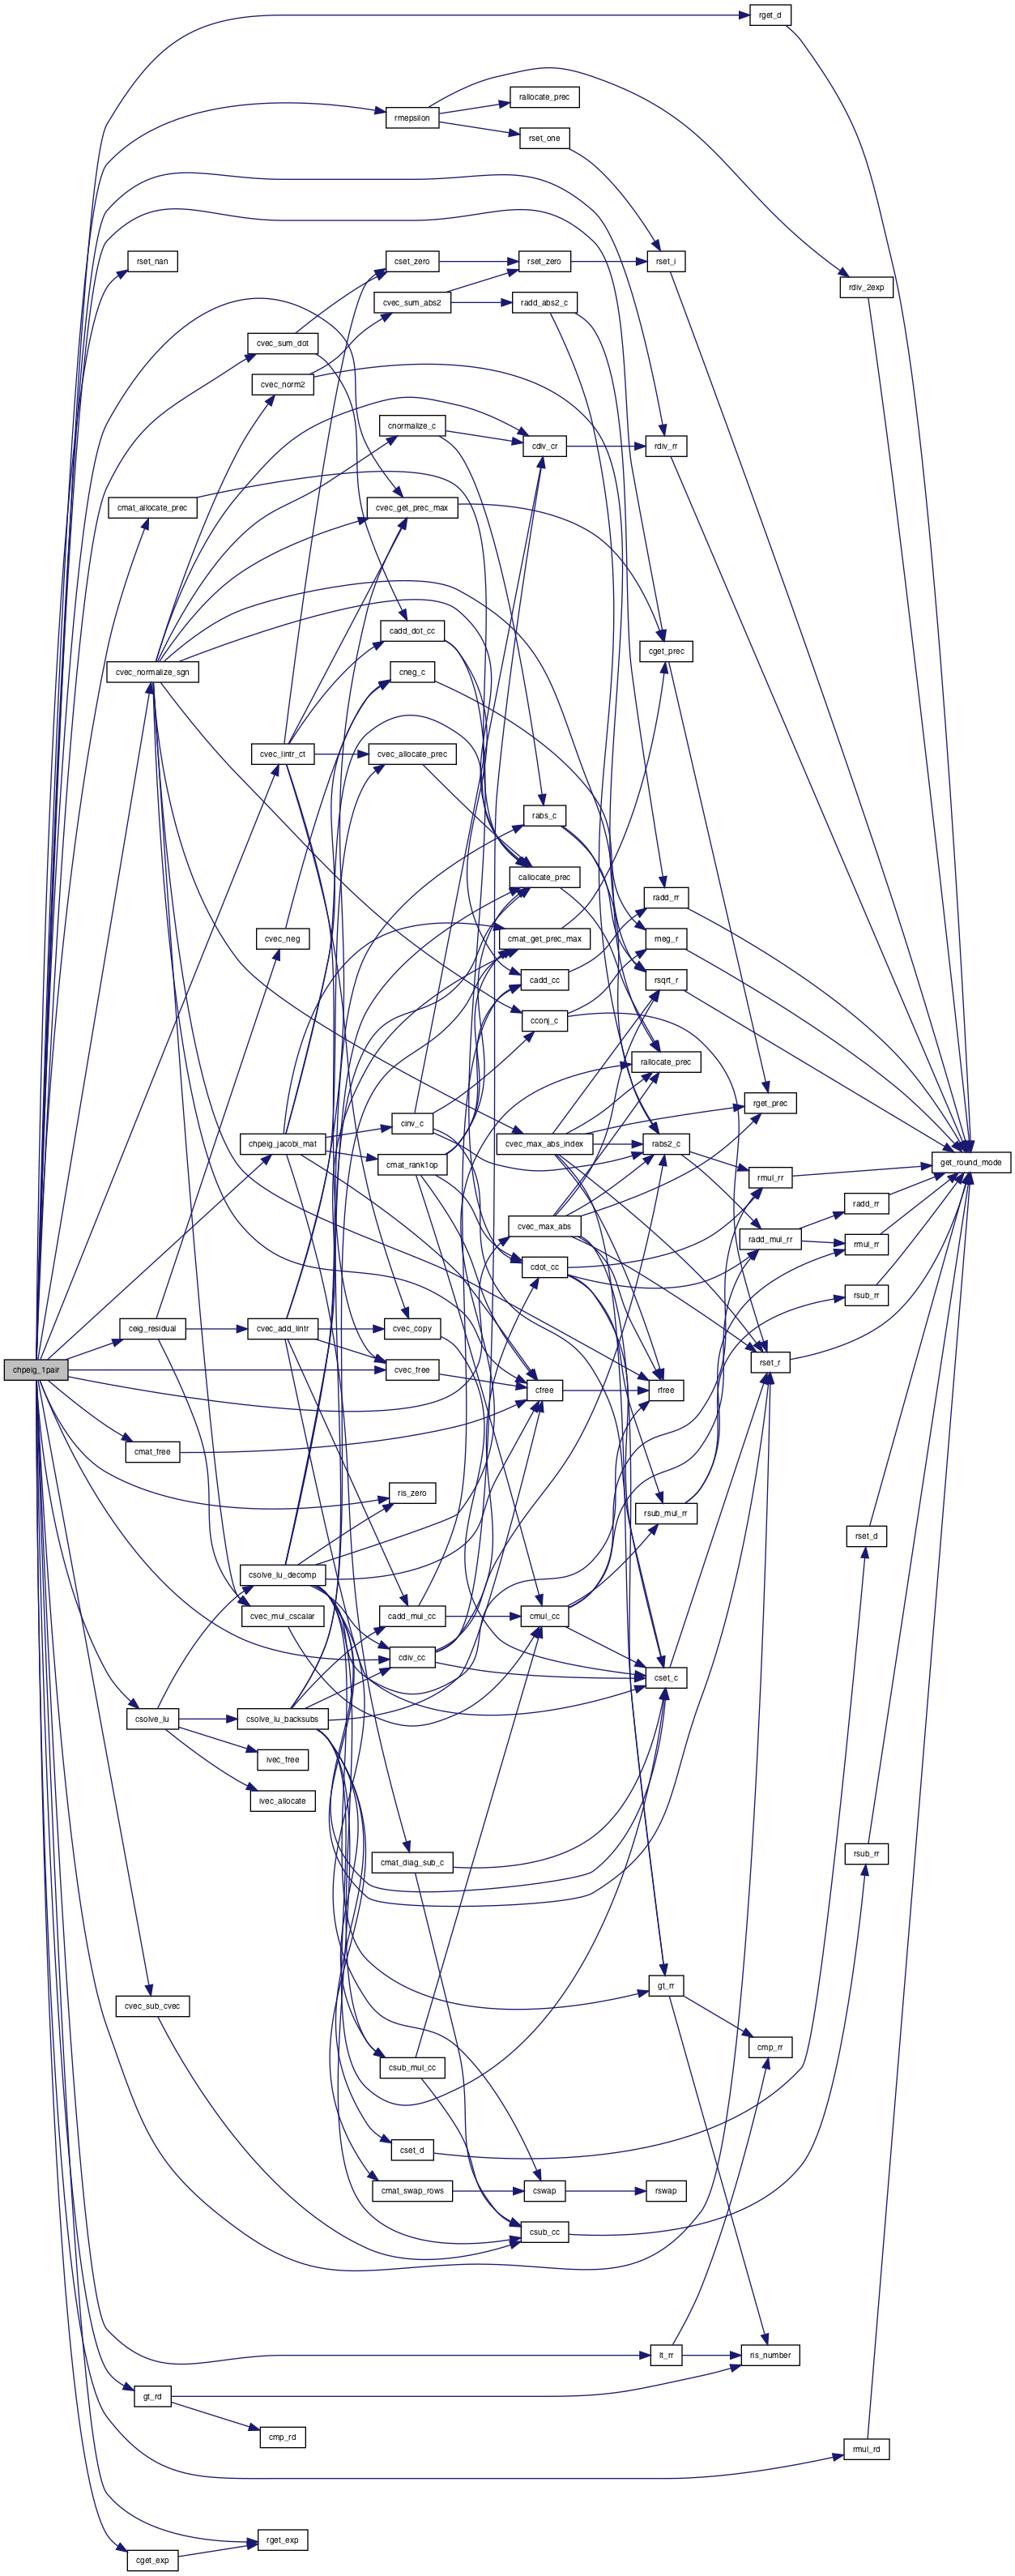 rget_d
rallocate_prec
rmepsilon
rset_one
rset_nan
cset_zero
rset_zero
rset_i
rdiv_2exp
cvec_sum_abs2
radd_abs2_c
cvec_sum_dot
cvec_norm2
cnormalize_c
cdiv_cr
rdiv_rr
cmat_allocate_prec
cvec_get_prec_max
cadd_dot_cc
cget_prec
cvec_normalize_sgn
cneg_c
cvec_lintr_ct
cvec_allocate_prec
rabs_c
callocate_prec
radd_rr
cvec_neg
cmat_get_prec_max
rneg_r
cadd_cc
rsqrt_r
cconj_c
rallocate_prec
rget_prec
cinv_c
chpeig_jacobi_mat
cvec_max_abs_index
rabs2_c
get_round_mode
cmat_rank1op
rmul_rr
radd_rr
cvec_max_abs
radd_mul_rr
rmul_rr
cdot_cc
rsub_rr
ceig_residual
cvec_add_lintr
cvec_copy
rset_r
chpeig_1pair
cvec_free
cfree
rfree
cmat_free
ris_zero
rsub_mul_rr
rset_d
csolve_lu_decomp
cvec_mul_cscalar
cadd_mul_cc
cmul_cc
cdiv_cc
cset_c
csolve_lu
csolve_lu_backsubs
ivec_free
ivec_allocate
cmat_diag_sub_c
rsub_rr
gt_rr
cvec_sub_cvec
cmp_rr
csub_mul_cc
cset_d
cmat_swap_rows
cswap
rswap
csub_cc
lt_rr
ris_number
gt_rd
cmp_rd
rmul_rd
rget_exp
cget_exp